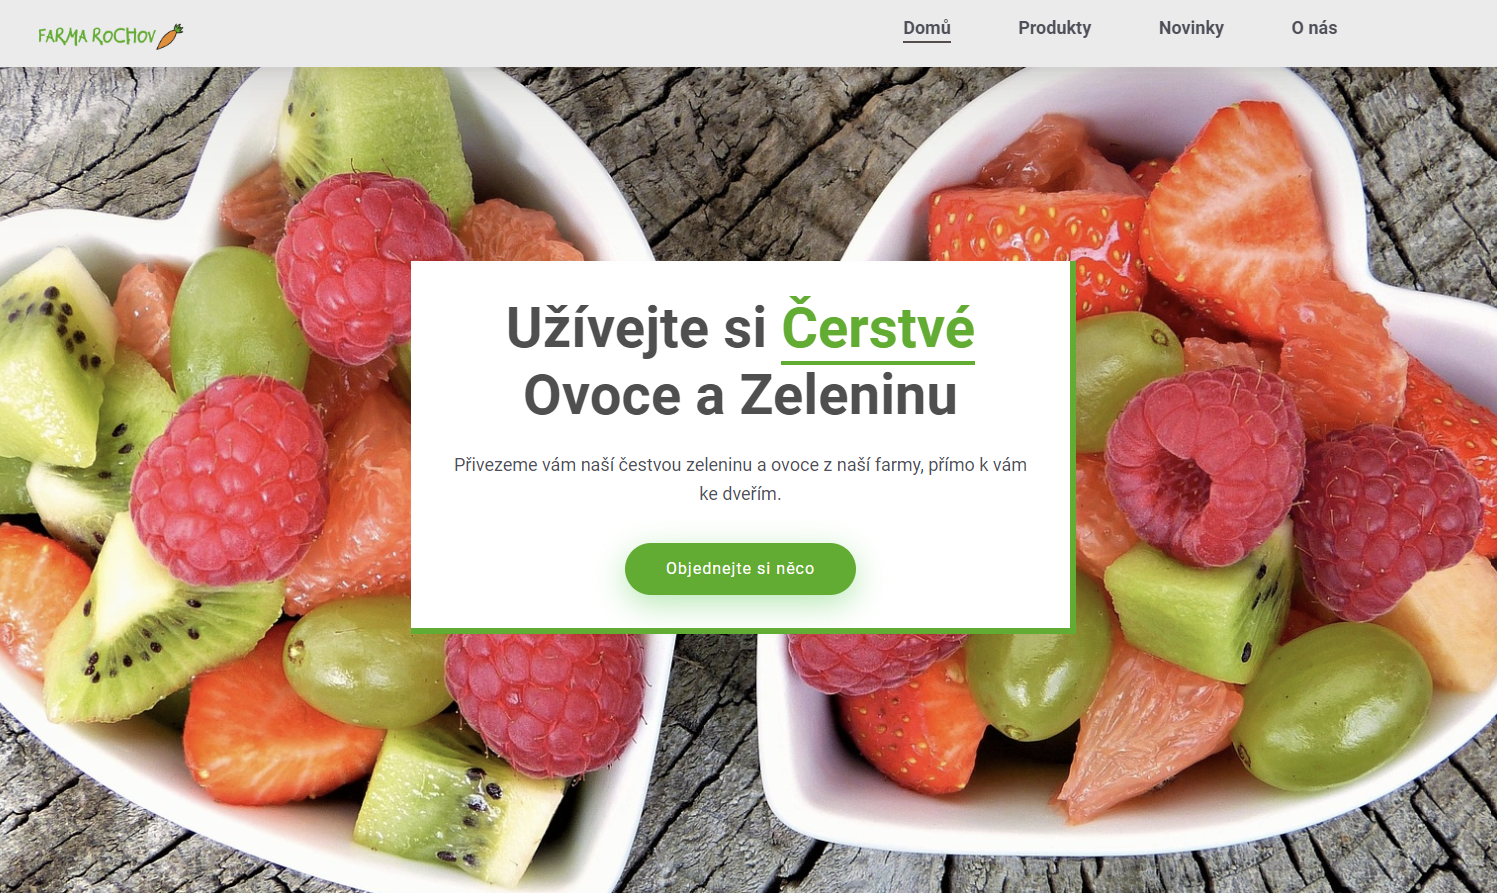 FARMA ROCHOV
Domů Produkty Novinky O nás
Užívejte si Čerstvé
Ovoce a Zeleninu
Přivezeme vám naší čestvou zeleninu a ovoce z naší farmy, přímo k vám
ke dveřím.
Objednejte si něco